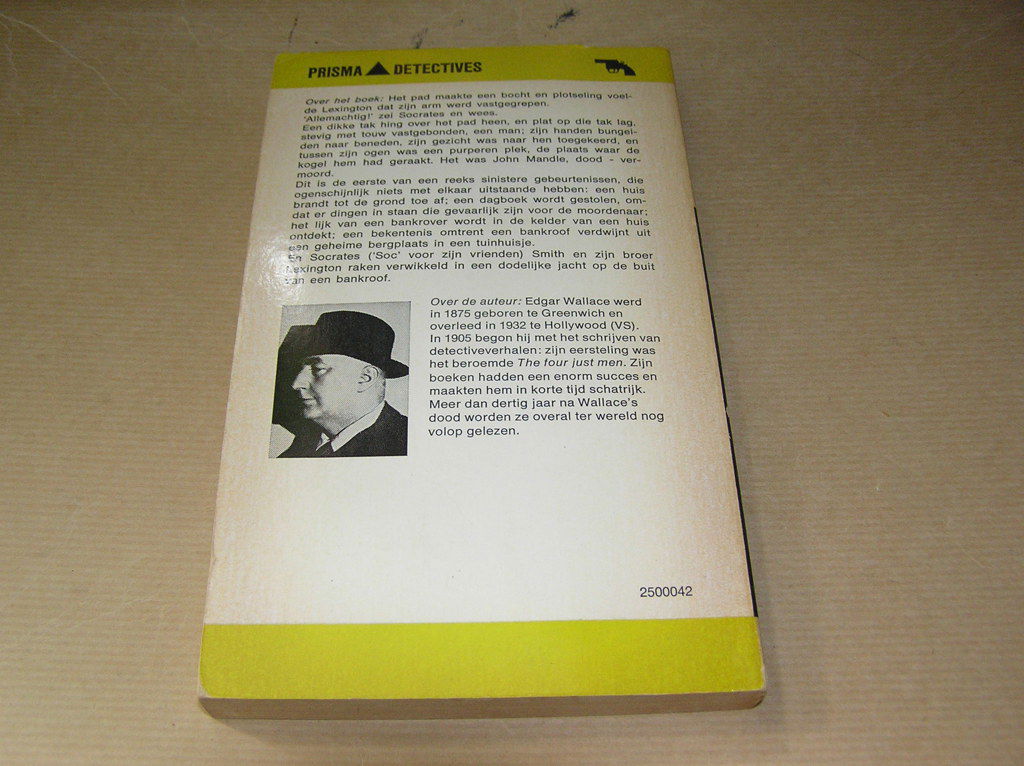 PRISMA DETECTIVES
Over het boek: Het pad maakte een bocht en plotseling voel-
de Lexington dat zijn arm werd vastgegrepen.
'Allemachtig!' zei Socrates en wees.
Een dikke tak hing over het pad heen, en plat op die tak lag,
stevig met touw vastgebonden, een man; zijn handen bungel-
den naar beneden, zijn gezicht was naar hen toegekeerd, en
tussen zijn ogen was een purperen plek, de plaats waar de
kogel hem had geraakt. Het was John Mandle, dood - ver-
moord.
Dit is de eerste van een reeks sinistere gebeurtenissen, die
ogenschijnlijk niets met elkaar uitstaande hebben: een huis
brandt tot de grond toe af; een dagboek wordt gestolen, om-
dat er dingen in staan die gevaarlijk zijn voor de moordenaar;
het lijk van een bankrover wordt in de kelder van een huis
ontdekt; een bekentenis omtrent een bankroof verdwijnt uit
een geheime bergplaats in een tuinhuisje.
En Socrates ('Soc' voor zijn vrienden) Smith en zijn broer
Lexington raken verwikkeld in een dodelijke jacht op de buit
van een bankroof.
Over de auteur: Edgar Wallace werd
in 1875 geboren te Greenwich en
overleed in 1932 te Hollywood (VS).
In 1905 begon hij met het schrijven van
detectiveverhalen: zijn eersteling was
het beroemde The four just men. Zijn
boeken hadden een enorm succes en
maakten hem in korte tijd schatrijk.
Meer dan dertig jaar na Wallace's
dood worden ze overal ter wereld nog
volop gelezen.
2500042